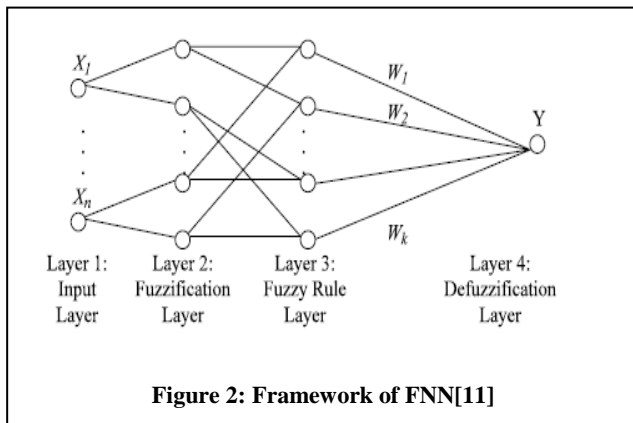 X1
W1
W2
Y
Xn
Wk
Layer 1:
Input
Layer
Layer 2:
Fuzzification
Layer
Layer 3:
Fuzzy Rule
Layer
Layer 4:
Defuzzification
Layer
Figure 2: Framework of FNN[11]